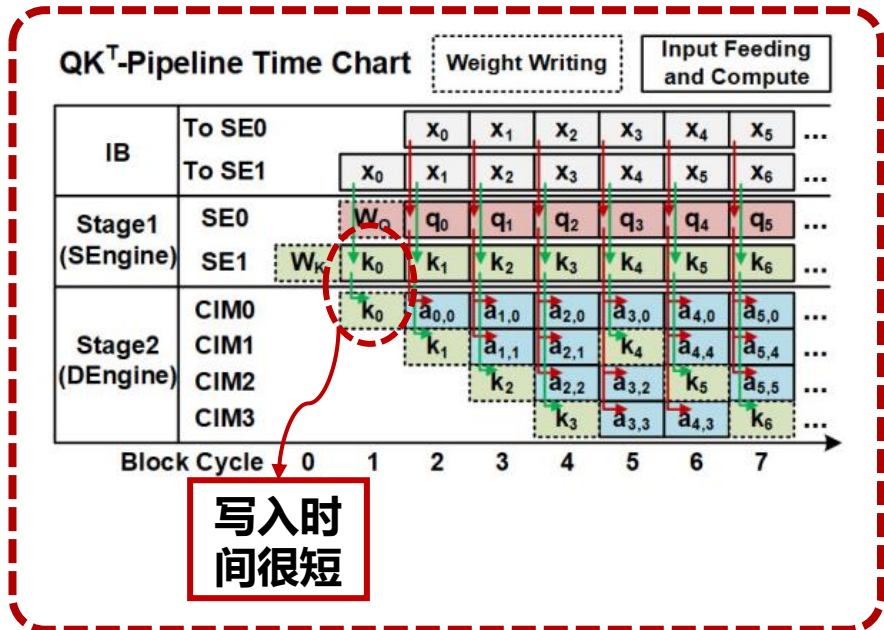 QKᵀ-Pipeline Time Chart
Weight Writing
Input Feeding
and Compute
IB
To SE0 x₀ x₁ x₂ x₃ x₄ x₅ ...
To SE1 x₀ x₁ x₂ x₃ x₄ x₅ x₆ ...
Stage1
(SEngine)
SE0 W_Q q₀ q₁ q₂ q₃ q₄ q₅ ...
SE1 W_K k₀ k₁ k₂ k₃ k₄ k₅ k₆ ...
Stage2
(DEngine)
CIM0 k₀ a₀,₀ a₁,₀ a₂,₀ a₃,₀ a₄,₀ a₅,₀ ...
CIM1 k₁ a₁,₁ a₂,₁ k₄ a₄,₄ a₅,₄ ...
CIM2 k₂ a₂,₂ a₃,₂ k₅ a₅,₅ ...
CIM3 k₃ a₃,₃ a₄,₃ k₆ ...
Block Cycle 0 1 2 3 4 5 6 7
写入时
间很短